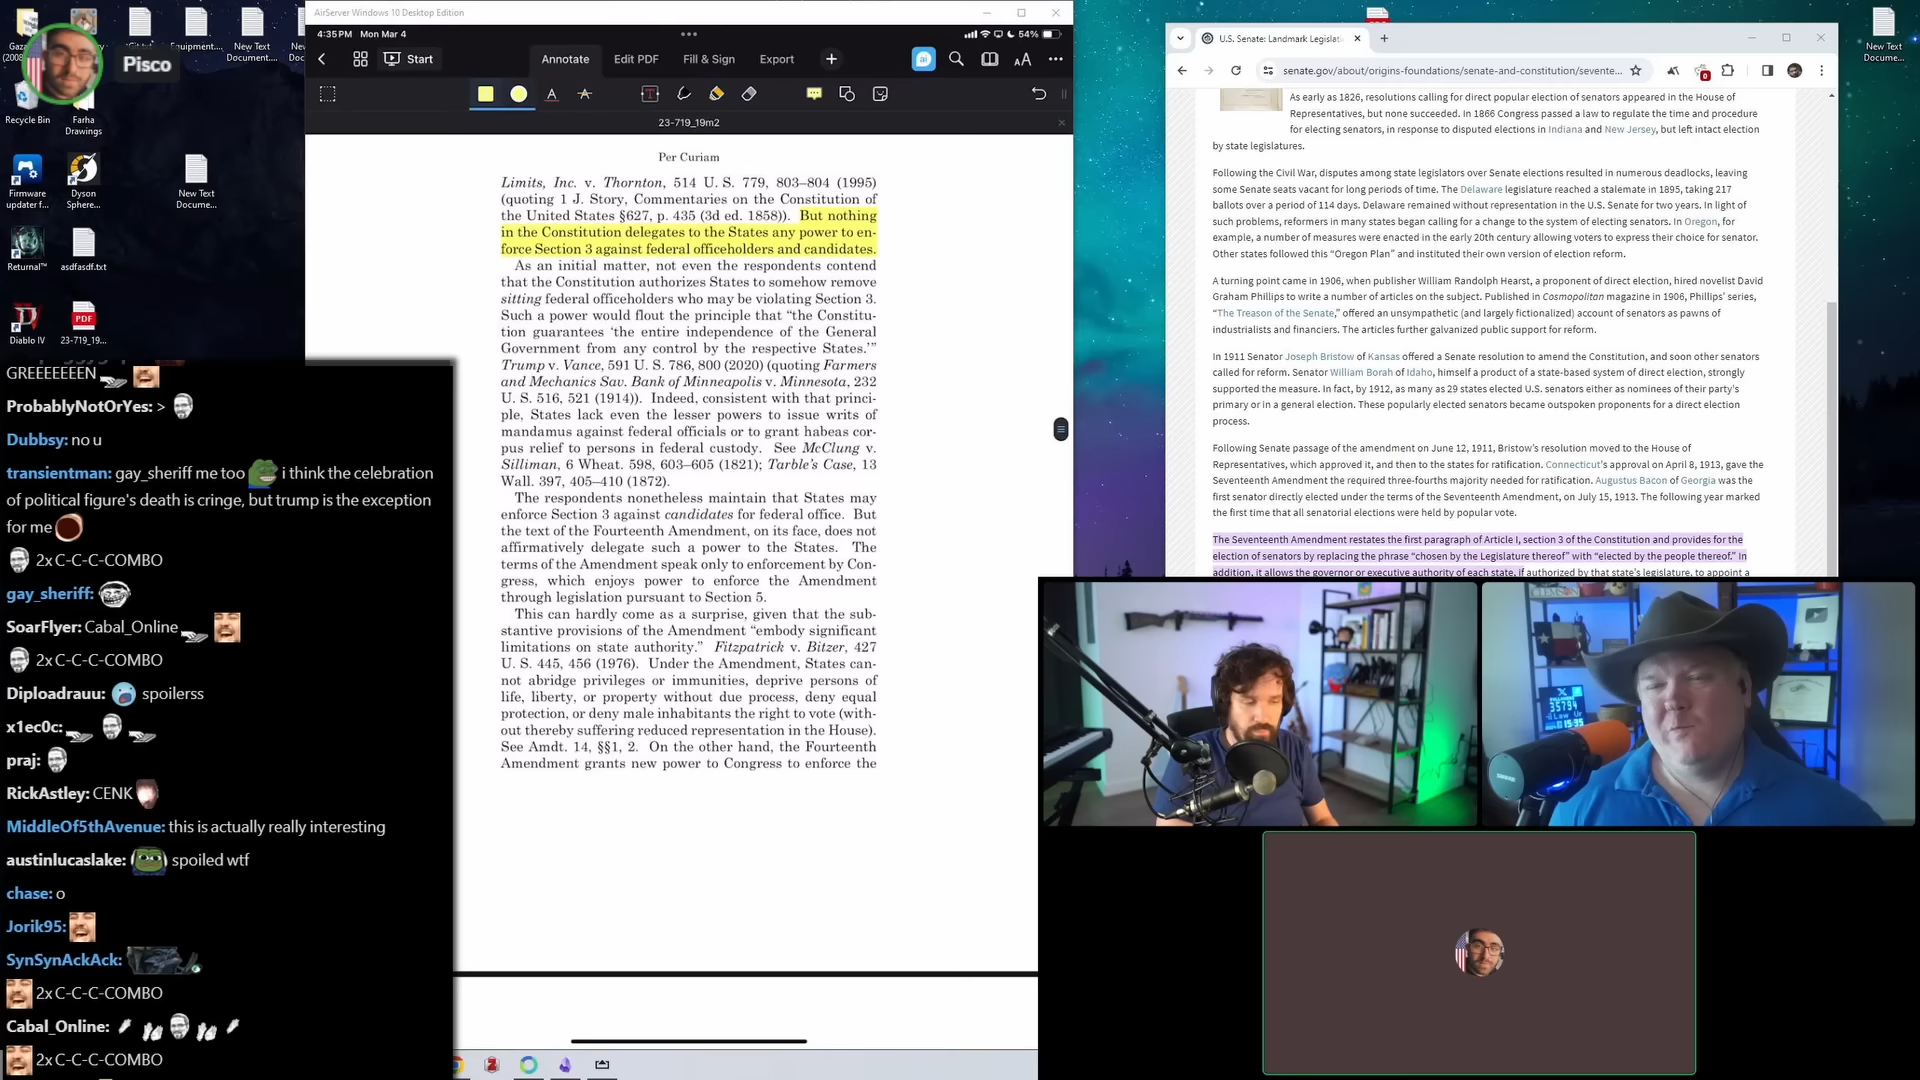 Gaza
(2008
Equipment....
New Text
Document....
Ne
Docu
Pisco
Recycle Bin
Farha
Drawings
Firmware
updater f...
Dyson
Sphere...
New Text
Docume...
Returnal™
asdfasdf.txt
Diablo IV
23-719_19...
New Text
Docume...
GREEEEEEN
ProbablyNotOrYes: >
Dubbsy: no u
transientman: gay_sheriff me too i think the celebration
of political figure's death is cringe, but trump is the exception
for me
2x C-C-C-COMBO
gay_sheriff:
SoarFlyer: Cabal_Online
2x C-C-C-COMBO
Diploadrauu: spoilerss
x1ec0c:
praj:
RickAstley: CENK
MiddleOf5thAvenue: this is actually really interesting
austinlucaslake: spoiled wtf
chase: o
Jorik95:
SynSynAckAck:
2x C-C-C-COMBO
Cabal_Online:
2x C-C-C-COMBO
AirServer Windows 10 Desktop Edition
4:35 PM Mon Mar 4
54%
Start
Annotate
Edit PDF
Fill & Sign
Export
ai
AA
23-719_19m2
Per Curiam
Limits, Inc. v. Thornton, 514 U. S. 779, 803–804 (1995)
(quoting 1 J. Story, Commentaries on the Constitution of
the United States §627, p. 435 (3d ed. 1858)). But nothing
in the Constitution delegates to the States any power to en-
force Section 3 against federal officeholders and candidates.
As an initial matter, not even the respondents contend
that the Constitution authorizes States to somehow remove
sitting federal officeholders who may be violating Section 3.
Such a power would flout the principle that “the Constitu-
tion guarantees ‘the entire independence of the General
Government from any control by the respective States.’”
Trump v. Vance, 591 U. S. 786, 800 (2020) (quoting Farmers
and Mechanics Sav. Bank of Minneapolis v. Minnesota, 232
U. S. 516, 521 (1914)). Indeed, consistent with that princi-
ple, States lack even the lesser powers to issue writs of
mandamus against federal officials or to grant habeas cor-
pus relief to persons in federal custody. See McClung v.
Silliman, 6 Wheat. 598, 603–605 (1821); Tarble’s Case, 13
Wall. 397, 405–410 (1872).
The respondents nonetheless maintain that States may
enforce Section 3 against candidates for federal office. But
the text of the Fourteenth Amendment, on its face, does not
affirmatively delegate such a power to the States. The
terms of the Amendment speak only to enforcement by Con-
gress, which enjoys power to enforce the Amendment
through legislation pursuant to Section 5.
This can hardly come as a surprise, given that the sub-
stantive provisions of the Amendment “embody significant
limitations on state authority.” Fitzpatrick v. Bitzer, 427
U. S. 445, 456 (1976). Under the Amendment, States can-
not abridge privileges or immunities, deprive persons of
life, liberty, or property without due process, deny equal
protection, or deny male inhabitants the right to vote (with-
out thereby suffering reduced representation in the House).
See Amdt. 14, §§1, 2. On the other hand, the Fourteenth
Amendment grants new power to Congress to enforce the
U.S. Senate: Landmark Legislat
senate.gov/about/origins-foundations/senate-and-constitution/sevente...
As early as 1826, resolutions calling for direct popular election of senators appeared in the House of
Representatives, but none succeeded. In 1866 Congress passed a law to regulate the time and procedure
for electing senators, in response to disputed elections in Indiana and New Jersey, but left intact election
by state legislatures.
Following the Civil War, disputes among state legislators over Senate elections resulted in numerous deadlocks, leaving
some Senate seats vacant for long periods of time. The Delaware legislature reached a stalemate in 1895, taking 217
ballots over a period of 114 days. Delaware remained without representation in the U.S. Senate for two years. In light of
such problems, reformers in many states began calling for a change to the system of electing senators. In Oregon, for
example, a number of measures were enacted in the early 20th century allowing voters to express their choice for senator.
Other states followed this “Oregon Plan” and instituted their own version of election reform.
A turning point came in 1906, when publisher William Randolph Hearst, a proponent of direct election, hired novelist David
Graham Phillips to write a number of articles on the subject. Published in Cosmopolitan magazine in 1906, Phillips’ series,
“The Treason of the Senate,” offered an unsympathetic (and largely fictionalized) account of senators as pawns of
industrialists and financiers. The articles further galvanized public support for reform.
In 1911 Senator Joseph Bristow of Kansas offered a Senate resolution to amend the Constitution, and soon other senators
called for reform. Senator William Borah of Idaho, himself a product of a state-based system of direct election, strongly
supported the measure. In fact, by 1912, as many as 29 states elected U.S. senators either as nominees of their party’s
primary or in a general election. These popularly elected senators became outspoken proponents for a direct election
process.
Following Senate passage of the amendment on June 12, 1911, Bristow’s resolution moved to the House of
Representatives, which approved it, and then to the states for ratification. Connecticut’s approval on April 8, 1913, gave the
Seventeenth Amendment the required three-fourths majority needed for ratification. Augustus Bacon of Georgia was the
first senator directly elected under the terms of the Seventeenth Amendment, on July 15, 1913. The following year marked
the first time that all senatorial elections were held by popular vote.
The Seventeenth Amendment restates the first paragraph of Article I, section 3 of the Constitution and provides for the
election of senators by replacing the phrase “chosen by the Legislature thereof” with “elected by the people thereof.” In
addition, it allows the governor or executive authority of each state, if authorized by that state’s legislature, to appoint a
CLEMSON
35794